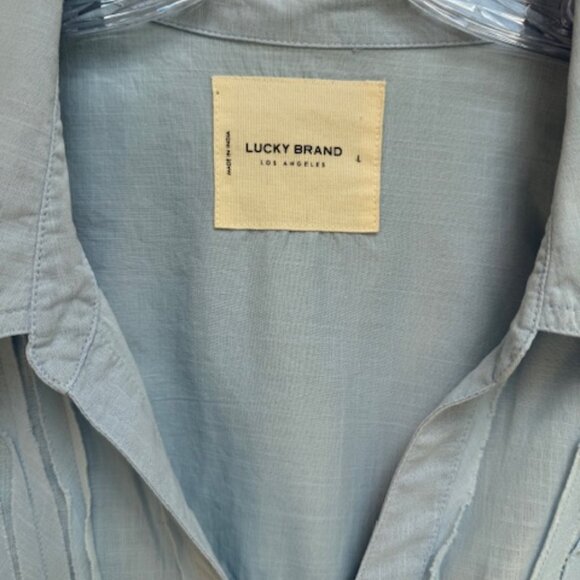 MADE IN INDIA
LUCKY BRAND
LOS ANGELES
L